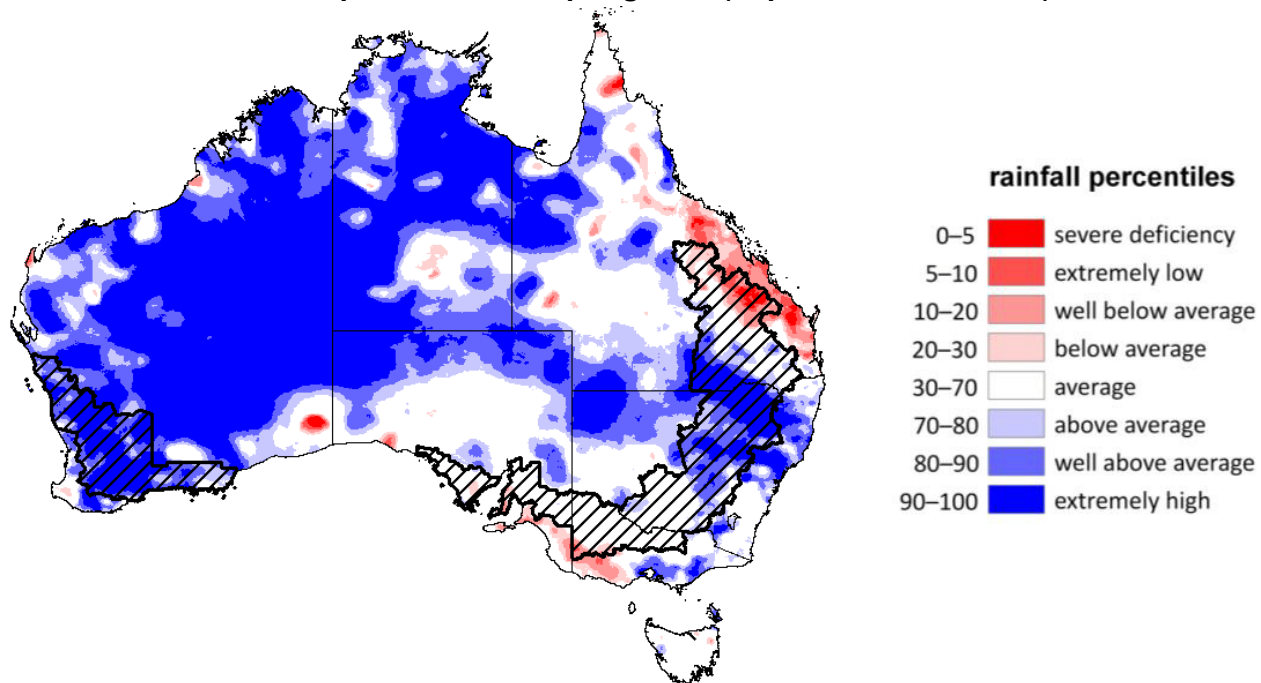 rainfall percentiles
0–5 severe deficiency
5–10 extremely low
10–20 well below average
20–30 below average
30–70 average
70–80 above average
80–90 well above average
90–100 extremely high